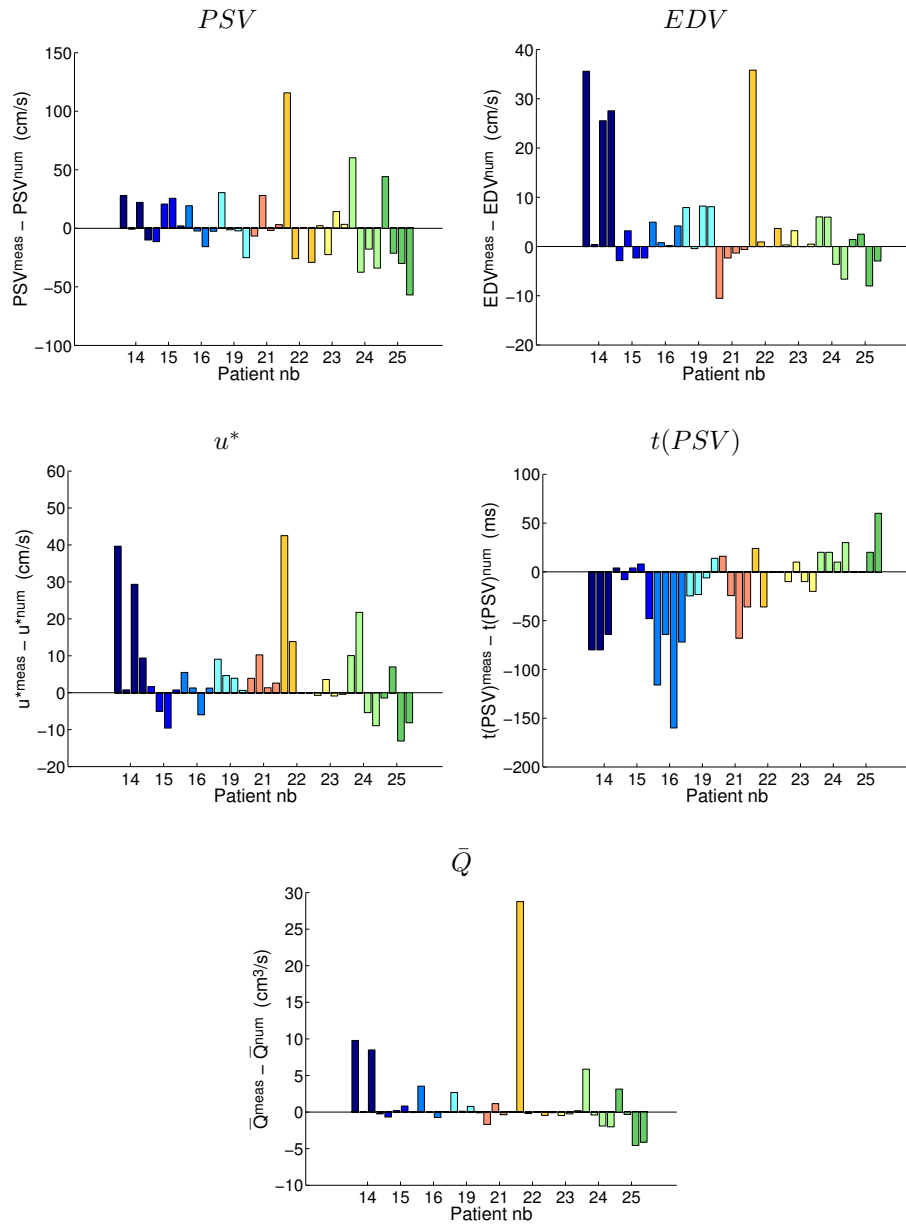 PSV
EDV
150
100
50
0
−50
−100
PSVmeas − PSVnum (cm/s)
14 15 16 19 21 22 23 24 25
Patient nb
40
30
20
10
0
−10
−20
EDVmeas − EDVnum (cm/s)
14 15 16 19 21 22 23 24 25
Patient nb
u*
t(PSV)
60
50
40
30
20
10
0
−10
−20
u*meas − u*num (cm/s)
14 15 16 19 21 22 23 24 25
Patient nb
100
50
0
−50
−100
−150
−200
t(PSV)meas − t(PSV)num (ms)
14 15 16 19 21 22 23 24 25
Patient nb
Q̄
30
25
20
15
10
5
0
−5
−10
Q̄meas − Q̄num (cm³/s)
14 15 16 19 21 22 23 24 25
Patient nb